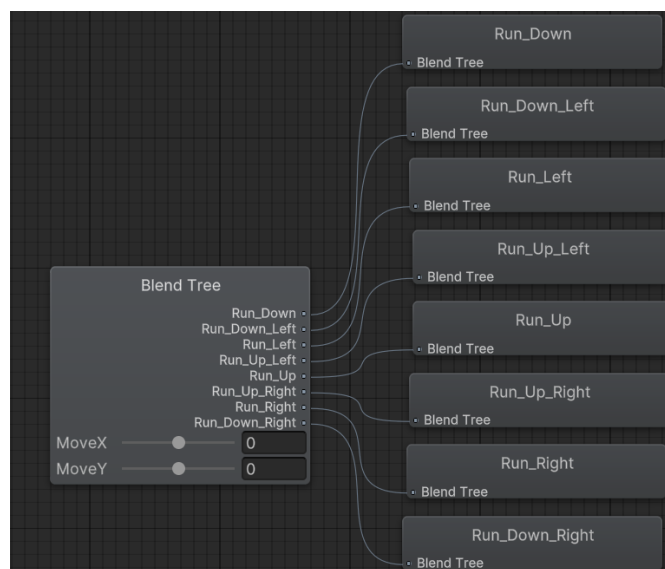 Run_Down
Blend Tree
Run_Down_Left
Blend Tree
Run_Left
Blend Tree
Run_Up_Left
Blend Tree
Run_Up
Blend Tree
Run_Up_Right
Blend Tree
Run_Right
Blend Tree
Run_Down_Right
Blend Tree
Blend Tree
Run_Down
Run_Down_Left
Run_Left
Run_Up_Left
Run_Up
Run_Up_Right
Run_Right
Run_Down_Right
MoveX 0
MoveY 0